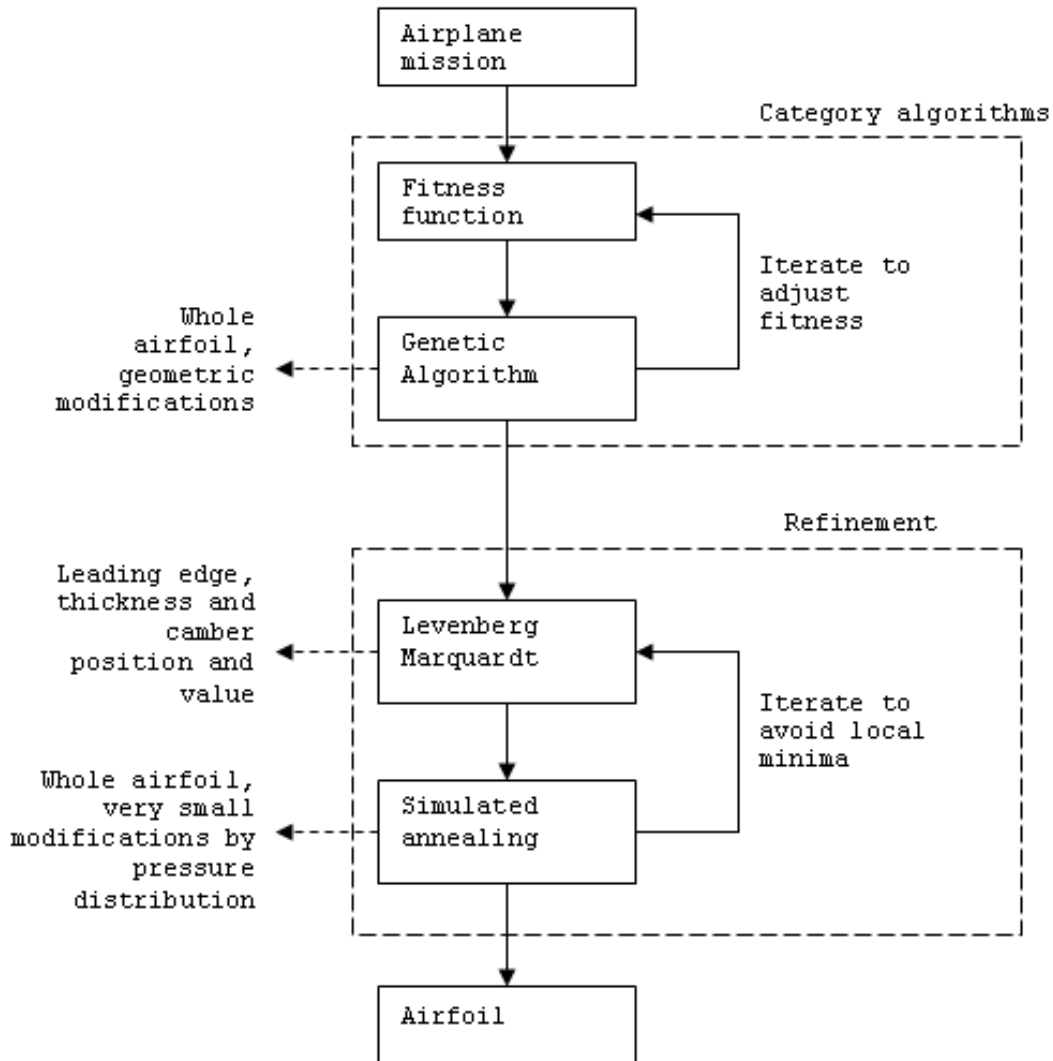 Airplane
mission
Category algorithms
Fitness
function
Iterate to
adjust
fitness
Whole
airfoil,
geometric
modifications
Genetic
Algorithm
Refinement
Leading edge,
thickness and
camber
position and
value
Levenberg
Marquardt
Iterate to
avoid local
minima
Whole airfoil,
very small
modifications by
pressure
distribution
Simulated
annealing
Airfoil